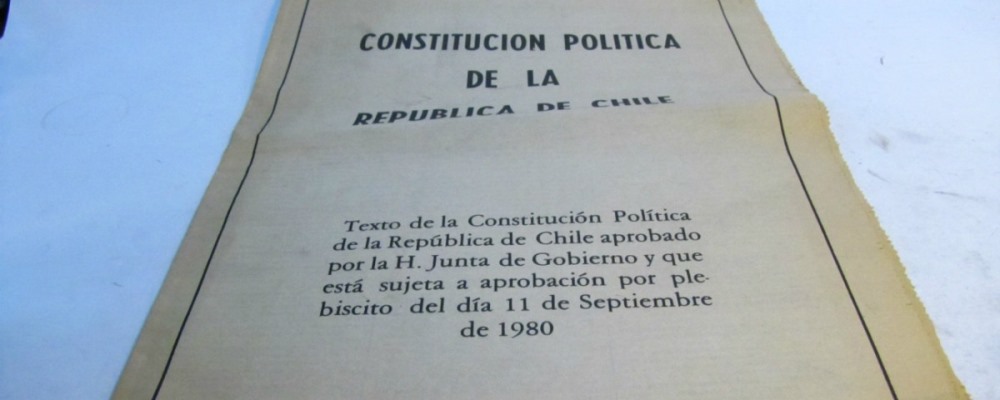 CONSTITUCION POLITICA
DE LA
REPUBLICA DE CHILE
Texto de la Constitución Política
de la República de Chile aprobado
por la H. Junta de Gobierno y que
está sujeta a aprobación por ple-
biscito del día 11 de Septiembre
de 1980